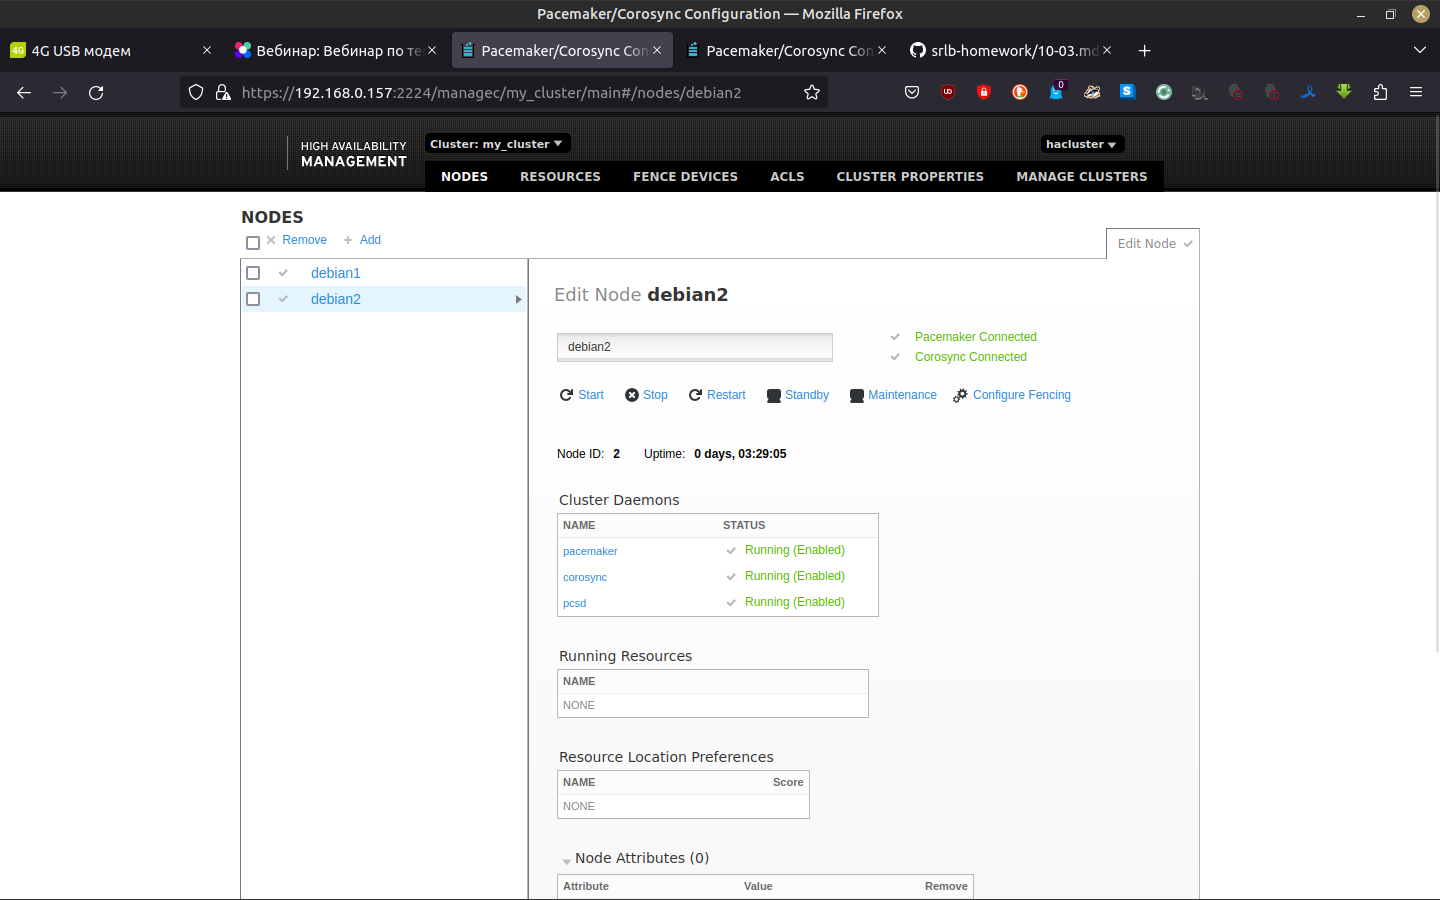 Pacemaker/Corosync Configuration — Mozilla Firefox
4G USB модем
Вебинар: Вебинар по те
Pacemaker/Corosync Con
Pacemaker/Corosync Con
srlb-homework/10-03.md
https://192.168.0.157:2224/managec/my_cluster/main#/nodes/debian2
0
HIGH AVAILABILITY
MANAGEMENT
Cluster: my_cluster
hacluster
NODES RESOURCES FENCE DEVICES ACLS CLUSTER PROPERTIES MANAGE CLUSTERS
NODES
Remove Add
Edit Node
debian1
debian2
Edit Node debian2
debian2
Pacemaker Connected
Corosync Connected
Start Stop Restart Standby Maintenance Configure Fencing
Node ID: 2 Uptime: 0 days, 03:29:05
Cluster Daemons
NAME STATUS
pacemaker Running (Enabled)
corosync Running (Enabled)
pcsd Running (Enabled)
Running Resources
NAME
NONE
Resource Location Preferences
NAME Score
NONE
Node Attributes (0)
Attribute Value Remove